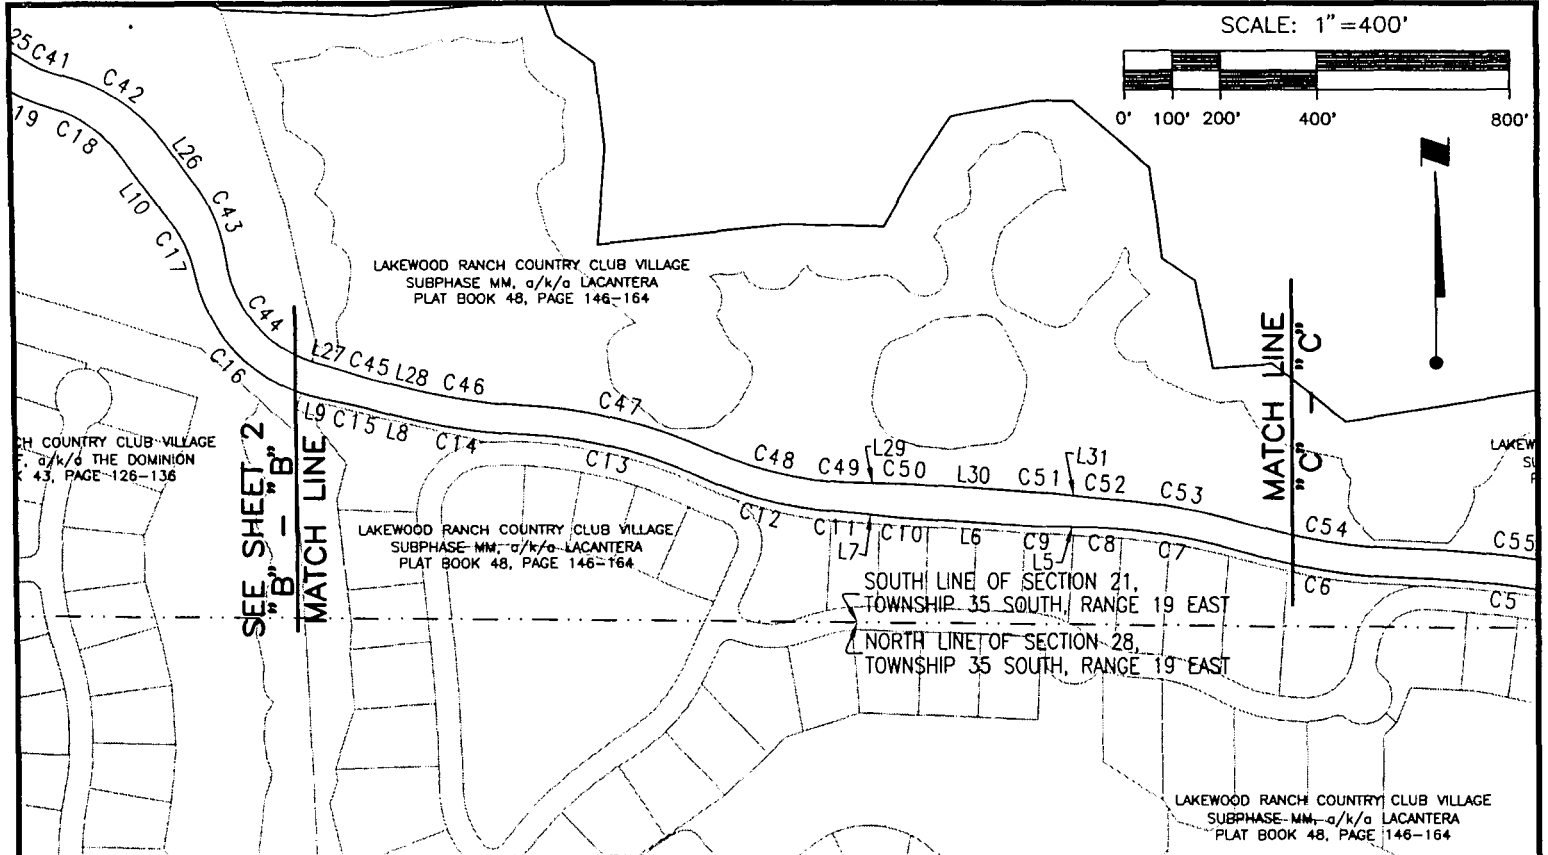 SCALE: 1"=400'
0' 100' 200' 400' 800'
25 C41
C42
19 C18
L26
L10
C43
C17
C44
C16
LAKEWOOD RANCH COUNTRY CLUB VILLAGE
SUBPHASE MM, a/k/a LACANTERA
PLAT BOOK 48, PAGE 146-164
L27 C45 L28 C46
C47
L9 C15 L8 C14
C13
C48 C49 L29
C50 L30 C51 L31
C52 C53
C54 C55
C12 C11 L7
C10 L6 C9 L5
C8 C7
C6 C5
MATCH LINE
"C" — "C"
SEE SHEET 2
"B" — "B"
MATCH LINE
CH COUNTRY CLUB VILLAGE
F, a/k/a THE DOMINION
K 43, PAGE 126-136
LAKEWOOD RANCH COUNTRY CLUB VILLAGE
SUBPHASE MM, a/k/a LACANTERA
PLAT BOOK 48, PAGE 146-164
LAKEW
SU
P
SOUTH LINE OF SECTION 21,
TOWNSHIP 35 SOUTH, RANGE 19 EAST
NORTH LINE OF SECTION 28,
TOWNSHIP 35 SOUTH, RANGE 19 EAST
LAKEWOOD RANCH COUNTRY CLUB VILLAGE
SUBPHASE MM, a/k/a LACANTERA
PLAT BOOK 48, PAGE 146-164